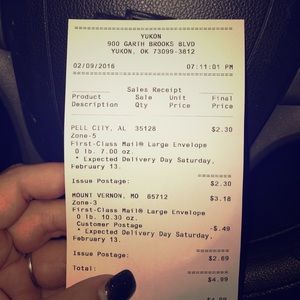 YUKON
900 GARTH BROOKS BLVD
YUKON, OK 73099-3812
02/09/2016 07:11:01 PM
Sales Receipt
Product Sale Unit Final
Description Qty Price Price
PELL CITY, AL 35128 $2.30
Zone-5
First-Class Mail® Large Envelope
0 lb. 7.00 oz.
* Expected Delivery Day Saturday,
February 13.
========
Issue Postage: $2.30
MOUNT VERNON, MO 65712 $3.18
Zone-3
First-Class Mail® Large Envelope
0 lb. 10.30 oz.
Customer Postage -$.49
* Expected Delivery Day Saturday,
February 13.
========
Issue Postage: $2.69
========
Total: $4.99
========